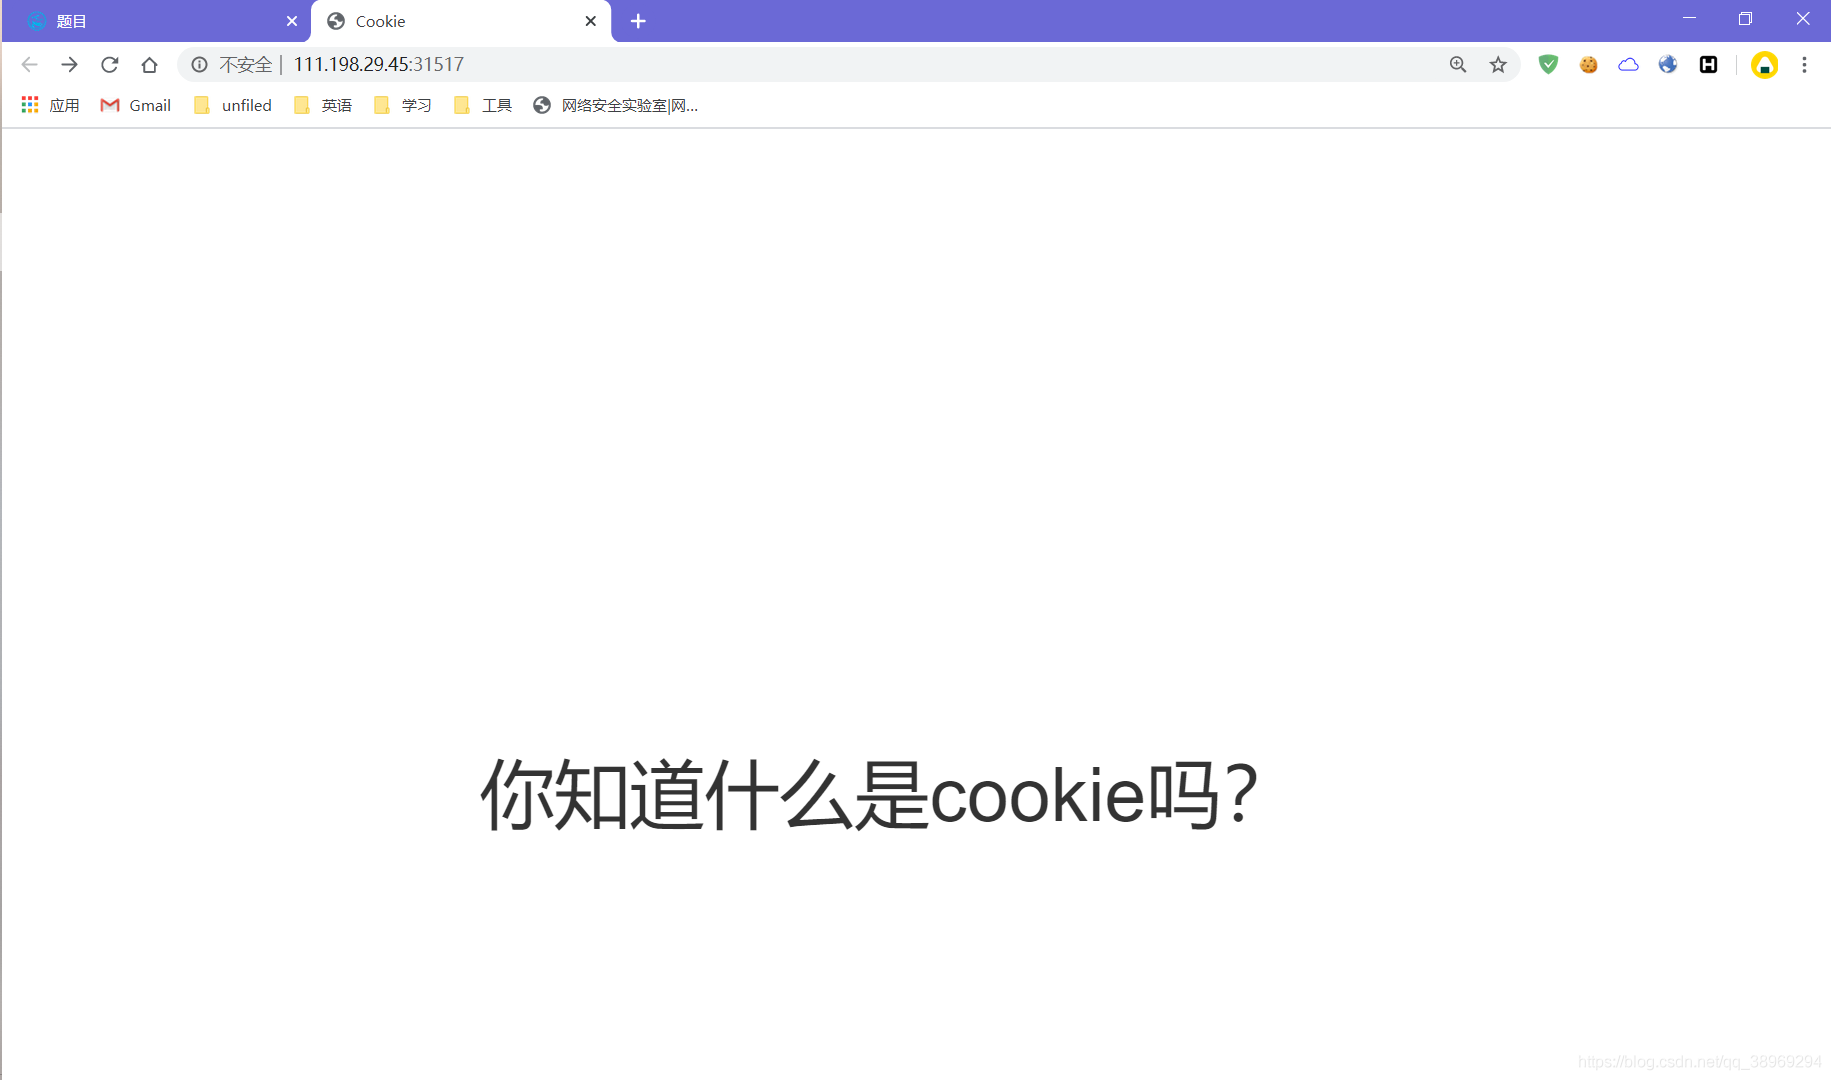 题目
Cookie
不安全 | 111.198.29.45:31517
应用 Gmail unfiled 英语 学习 工具 网络安全实验室|网...
你知道什么是cookie吗？
https://blog.csdn.net/qq_38969294